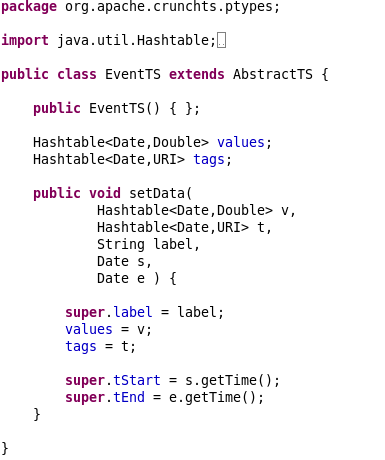 package org.apache.crunchts.ptypes;
import java.util.Hashtable;
public class EventTS extends AbstractTS {
public EventTS() { };
Hashtable<Date,Double> values;
Hashtable<Date,URI> tags;
public void setData(
Hashtable<Date,Double> v,
Hashtable<Date,URI> t,
String label,
Date s,
Date e ) {
super.label = label;
values = v;
tags = t;
super.tStart = s.getTime();
super.tEnd = e.getTime();
}
}